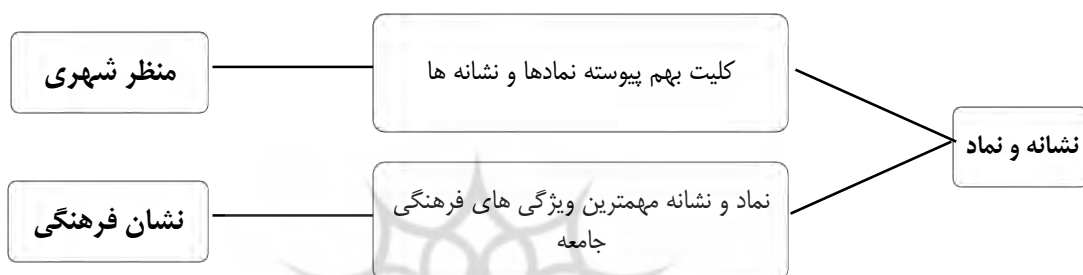 نشانه و نماد
کلیت بهم پیوسته نمادها و نشانه ها
منظر شهری
نماد و نشانه مهمترین ویژگی های فرهنگی
جامعه
نشان فرهنگی